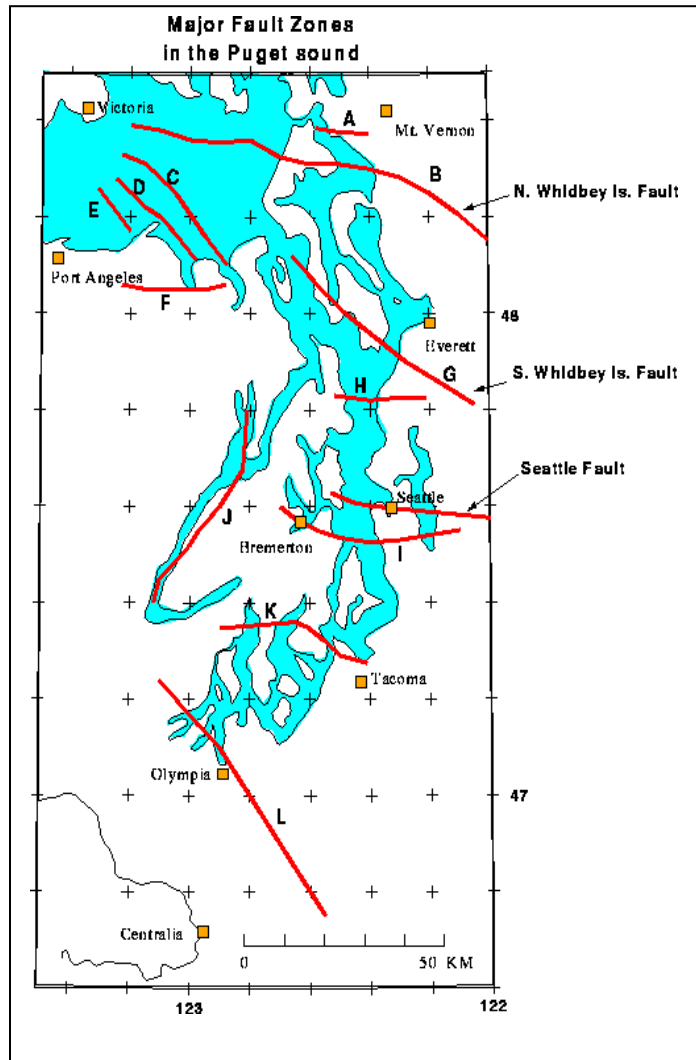 Major Fault Zones
in the Puget sound
Victoria
A
Mt. Vernon
B
C
D
E
N. Whidbey Is. Fault
Port Angeles
F
48
Everett
G
S. Whidbey Is. Fault
H
Seattle Fault
Seattle
J
Bremerton
I
K
Tacoma
Olympia
47
L
Centralia
0 50 KM
123 122